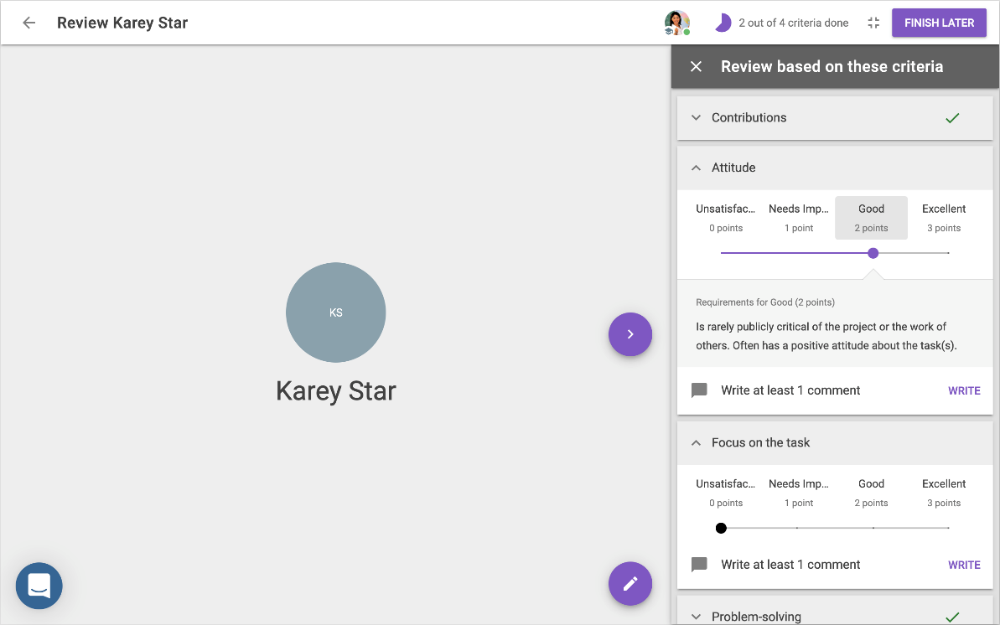 Review Karey Star
2 out of 4 criteria done
FINISH LATER
Review based on these criteria
Contributions
Attitude
Unsatisfac... Needs Imp... Good Excellent
0 points 1 point 2 points 3 points
Requirements for Good (2 points)
Is rarely publicly critical of the project or the work of
others. Often has a positive attitude about the task(s).
Write at least 1 comment WRITE
Focus on the task
Unsatisfac... Needs Imp... Good Excellent
0 points 1 point 2 points 3 points
Write at least 1 comment WRITE
Problem-solving
KS
Karey Star